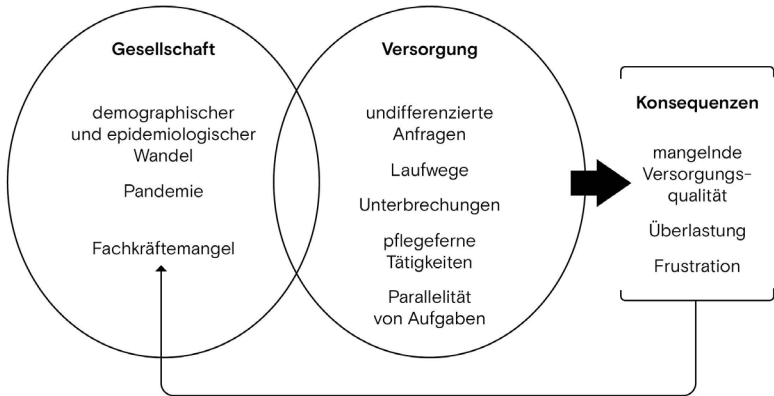 Gesellschaft
demographischer
und epidemiologischer
Wandel
Pandemie
Fachkräftemangel
Versorgung
undifferenzierte
Anfragen
Laufwege
Unterbrechungen
pflegeferne
Tätigkeiten
Parallelität
von Aufgaben
Konsequenzen
mangelnde
Versorgungs-
qualität
Überlastung
Frustration